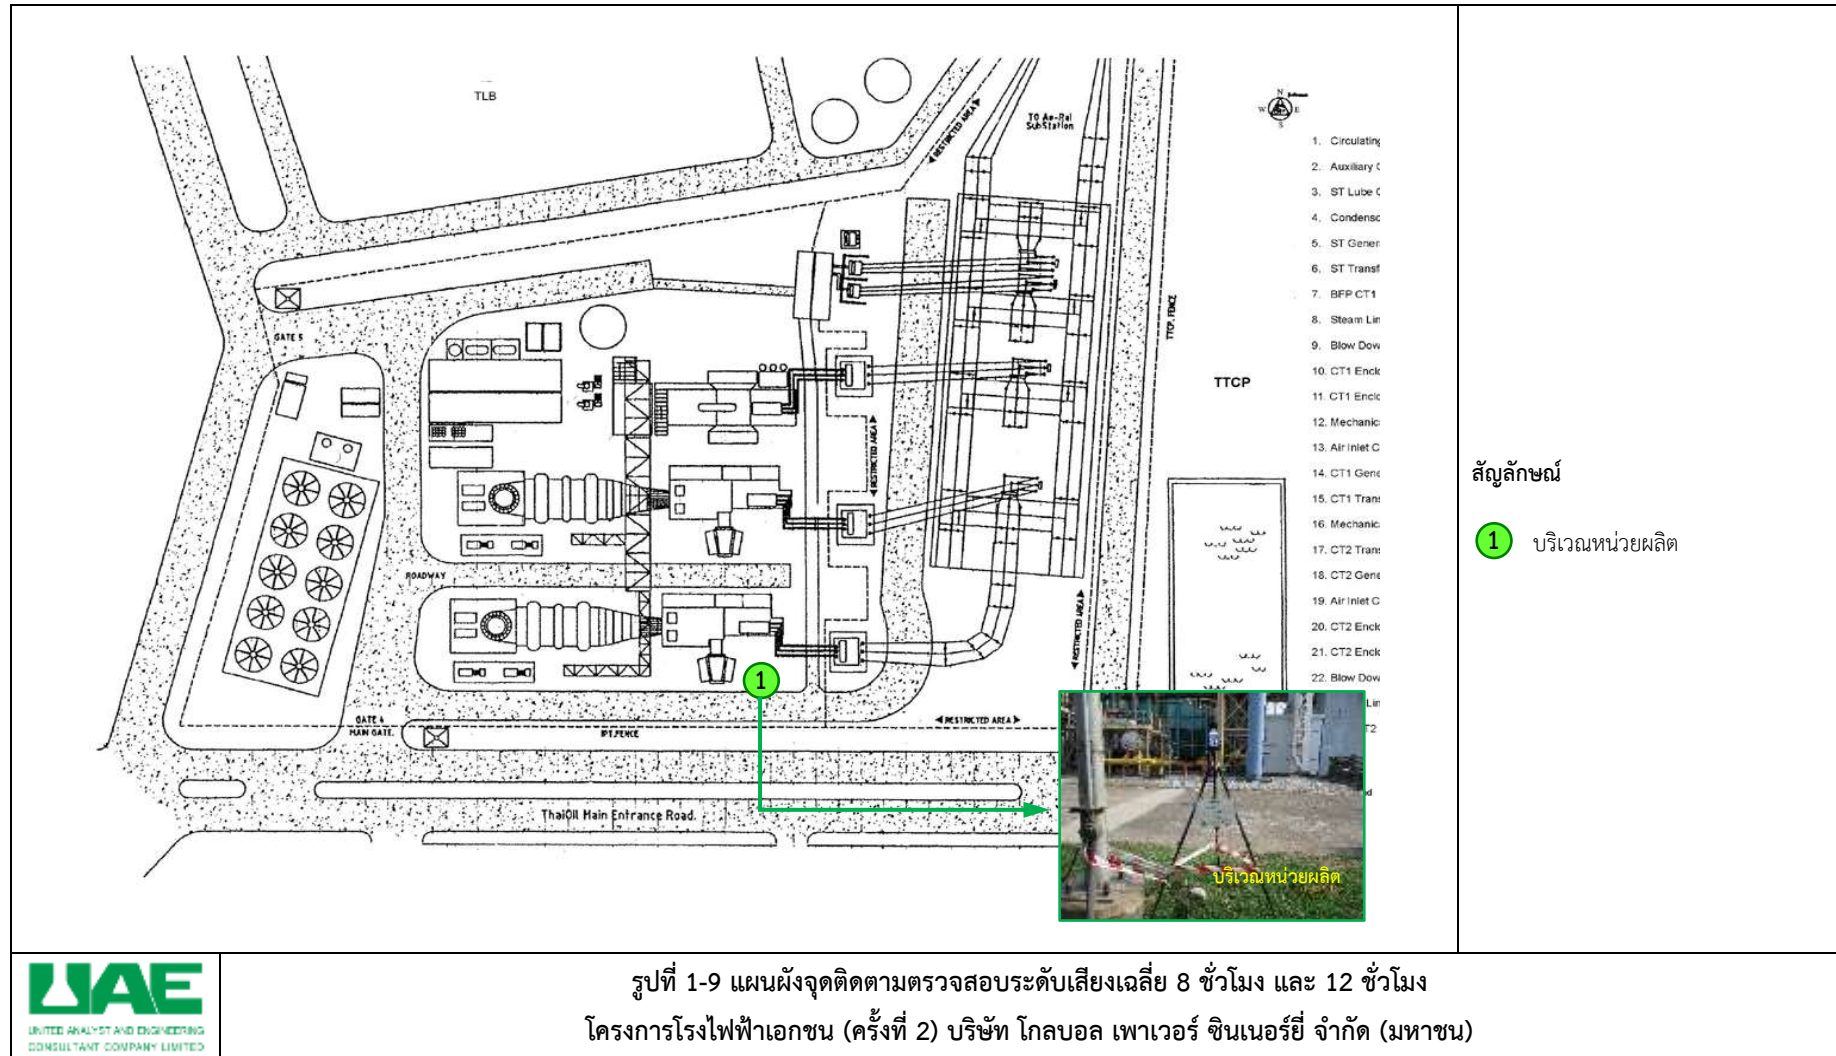 TLB
TO Ao-Pai
SubStation
◄ RESTRICTED AREA ►
N
W E
S
1. Circulating
2. Auxiliary
3. ST Lube
4. Condens
5. ST Gener
6. ST Transf
7. BFP CT1
8. Steam Lin
9. Blow Dow
10. CT1 Encl
11. CT1 Encl
12. Mechanic
13. Air Inlet C
14. CT1 Gene
15. CT1 Trans
16. Mechanic
17. CT2 Trans
18. CT2 Gene
19. Air Inlet C
20. CT2 Encl
21. CT2 Encl
22. Blow Dow
Lin
T2
TTCP. FENCE
TTCP
GATE 5
◄ RESTRICTED AREA ►
ROADWAY
◄ RESTRICTED AREA ►
1
GATE 4
MAIN GATE.
IPT.FENCE
◄ RESTRICTED AREA ►
ThaiOil Main Entrance Road.
บริเวณหน่วยผลิต
สัญลักษณ์
1 บริเวณหน่วยผลิต
UAE
UNITED ANALYST AND ENGINEERING
CONSULTANT COMPANY LIMITED
รูปที่ 1-9 แผนผังจุดติดตามตรวจสอบระดับเสียงเฉลี่ย 8 ชั่วโมง และ 12 ชั่วโมง
โครงการโรงไฟฟ้าเอกชน (ครั้งที่ 2) บริษัท โกลบอล เพาเวอร์ ซินเนอร์ยี่ จำกัด (มหาชน)